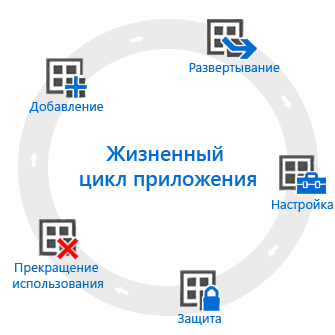 Развертывание
Добавление
Жизненный
цикл приложения
Настройка
Прекращение
использования
Защита